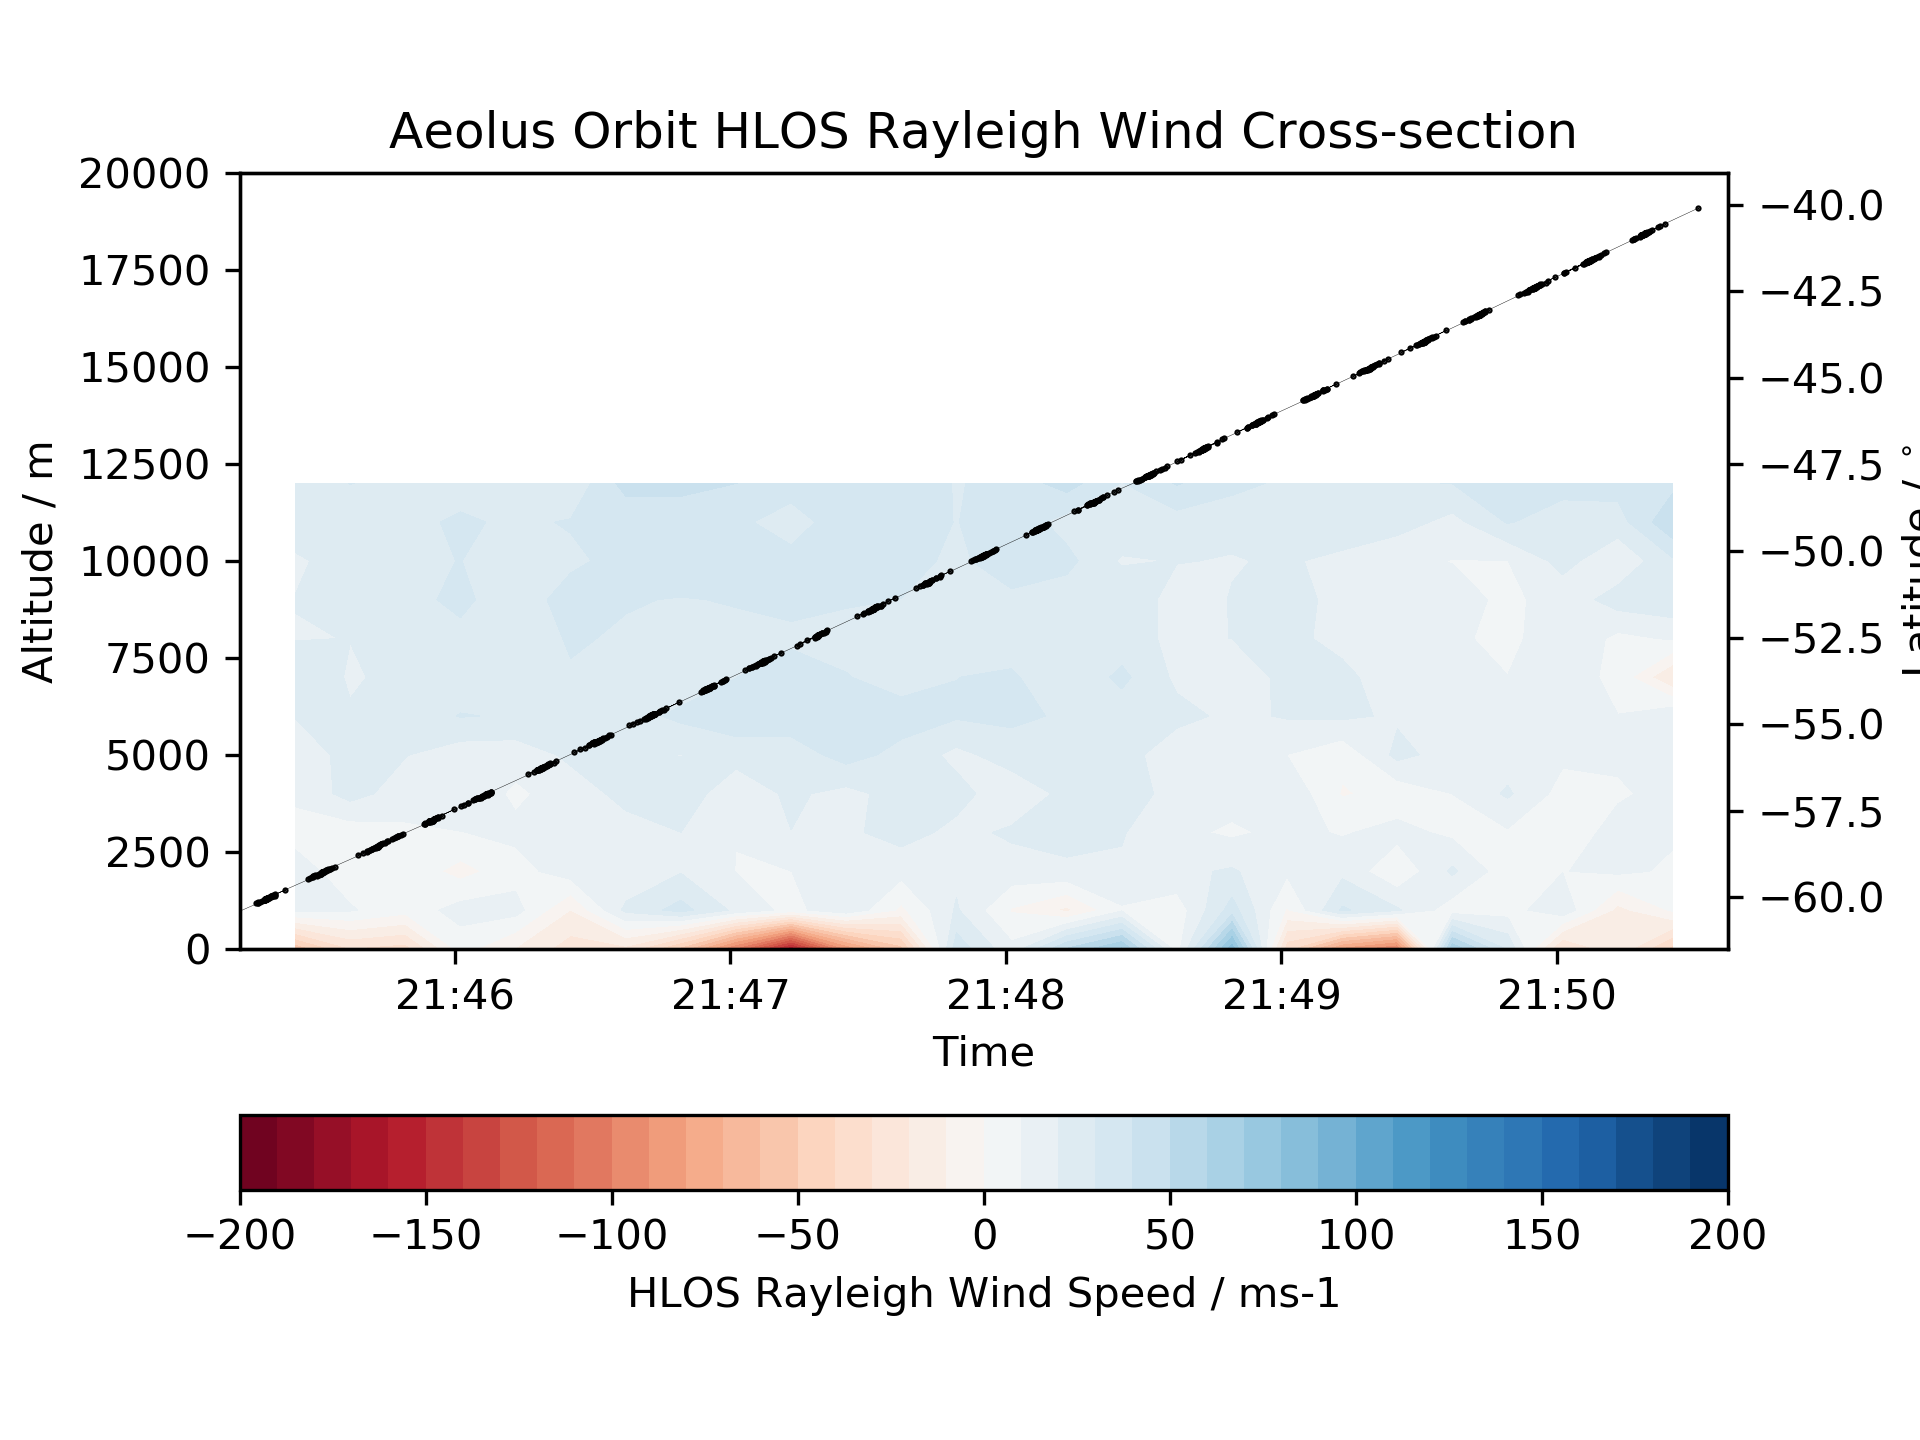 Aeolus Orbit HLOS Rayleigh Wind Cross-section
20000
17500
15000
12500
10000
7500
5000
2500
0
Altitude / m
−40.0
−42.5
−45.0
−47.5
−50.0
−52.5
−55.0
−57.5
−60.0
Latitude / °
21:46 21:47 21:48 21:49 21:50
Time
−200 −150 −100 −50 0 50 100 150 200
HLOS Rayleigh Wind Speed / ms-1